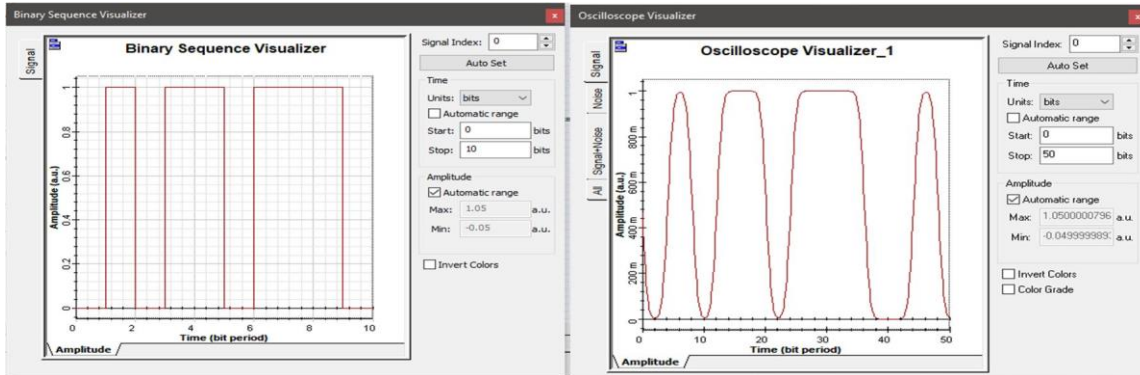 Binary Sequence Visualizer
Signal
Binary Sequence Visualizer
Amplitude (a.u.)
1
0.8
0.6
0.4
0.2
0
0 2 4 6 8 10
Time (bit period)
Amplitude
Signal Index: 0
Auto Set
Time
Units: bits
Automatic range
Start: 0 bits
Stop: 10 bits
Amplitude
Automatic range
Max: 1.05 a.u.
Min: -0.05 a.u.
Invert Colors
Oscilloscope Visualizer
Signal
Noise
Signal+Noise
All
Oscilloscope Visualizer_1
Amplitude (a.u.)
1
800 m
600 m
400 m
200 m
0
0 10 20 30 40 50
Time (bit period)
Amplitude
Signal Index: 0
Auto Set
Time
Units: bits
Automatic range
Start: 0 bits
Stop: 50 bits
Amplitude
Automatic range
Max: 1.0500000796 a.u.
Min: a.u.
Invert Colors
Color Grade